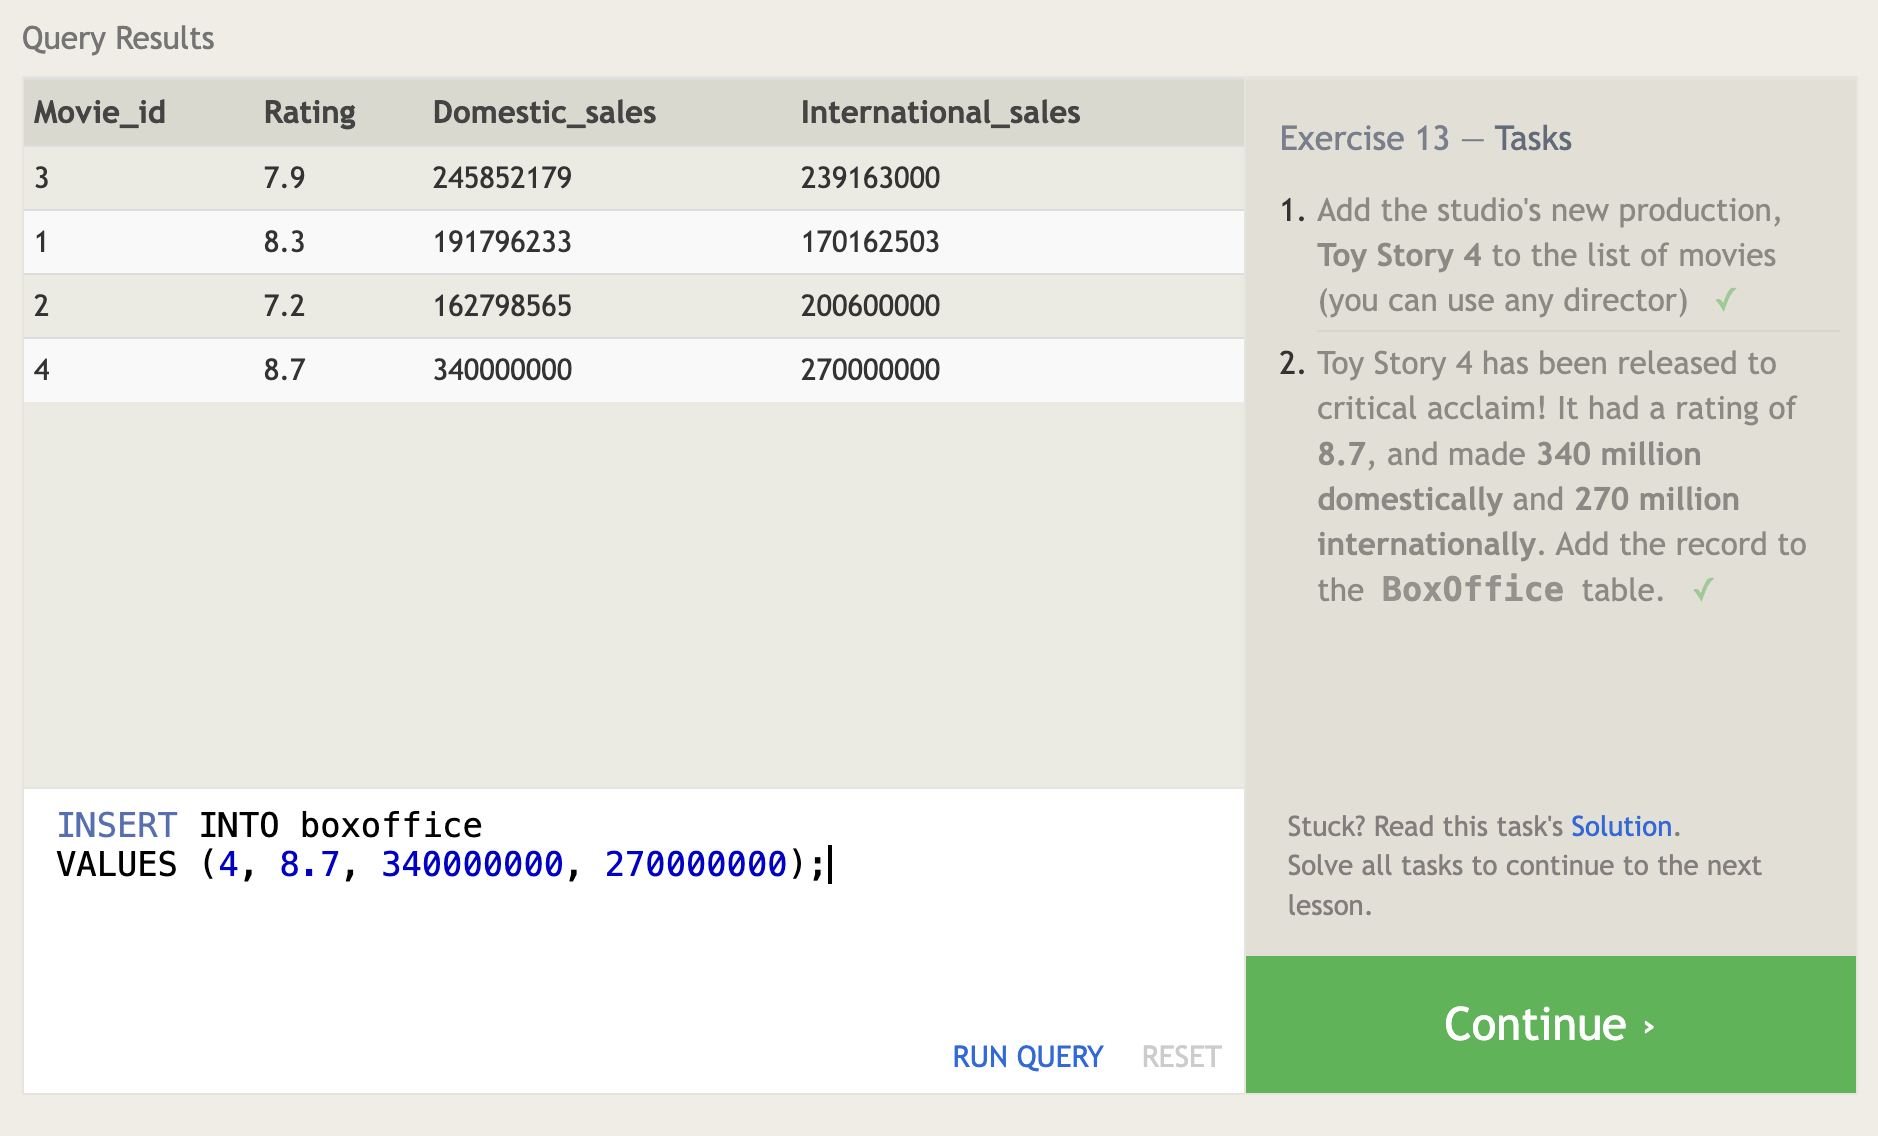 Query Results
Movie_id Rating Domestic_sales International_sales
3 7.9 245852179 239163000
1 8.3 191796233 170162503
2 7.2 162798565 200600000
4 8.7 340000000 270000000
INSERT INTO boxoffice
VALUES (4, 8.7, 340000000, 270000000);
RUN QUERY RESET
Exercise 13 — Tasks
1. Add the studio's new production,
Toy Story 4 to the list of movies
(you can use any director) ✓
2. Toy Story 4 has been released to
critical acclaim! It had a rating of
8.7, and made 340 million
domestically and 270 million
internationally. Add the record to
the BoxOffice table. ✓
Stuck? Read this task's Solution.
Solve all tasks to continue to the next
lesson.
Continue ›